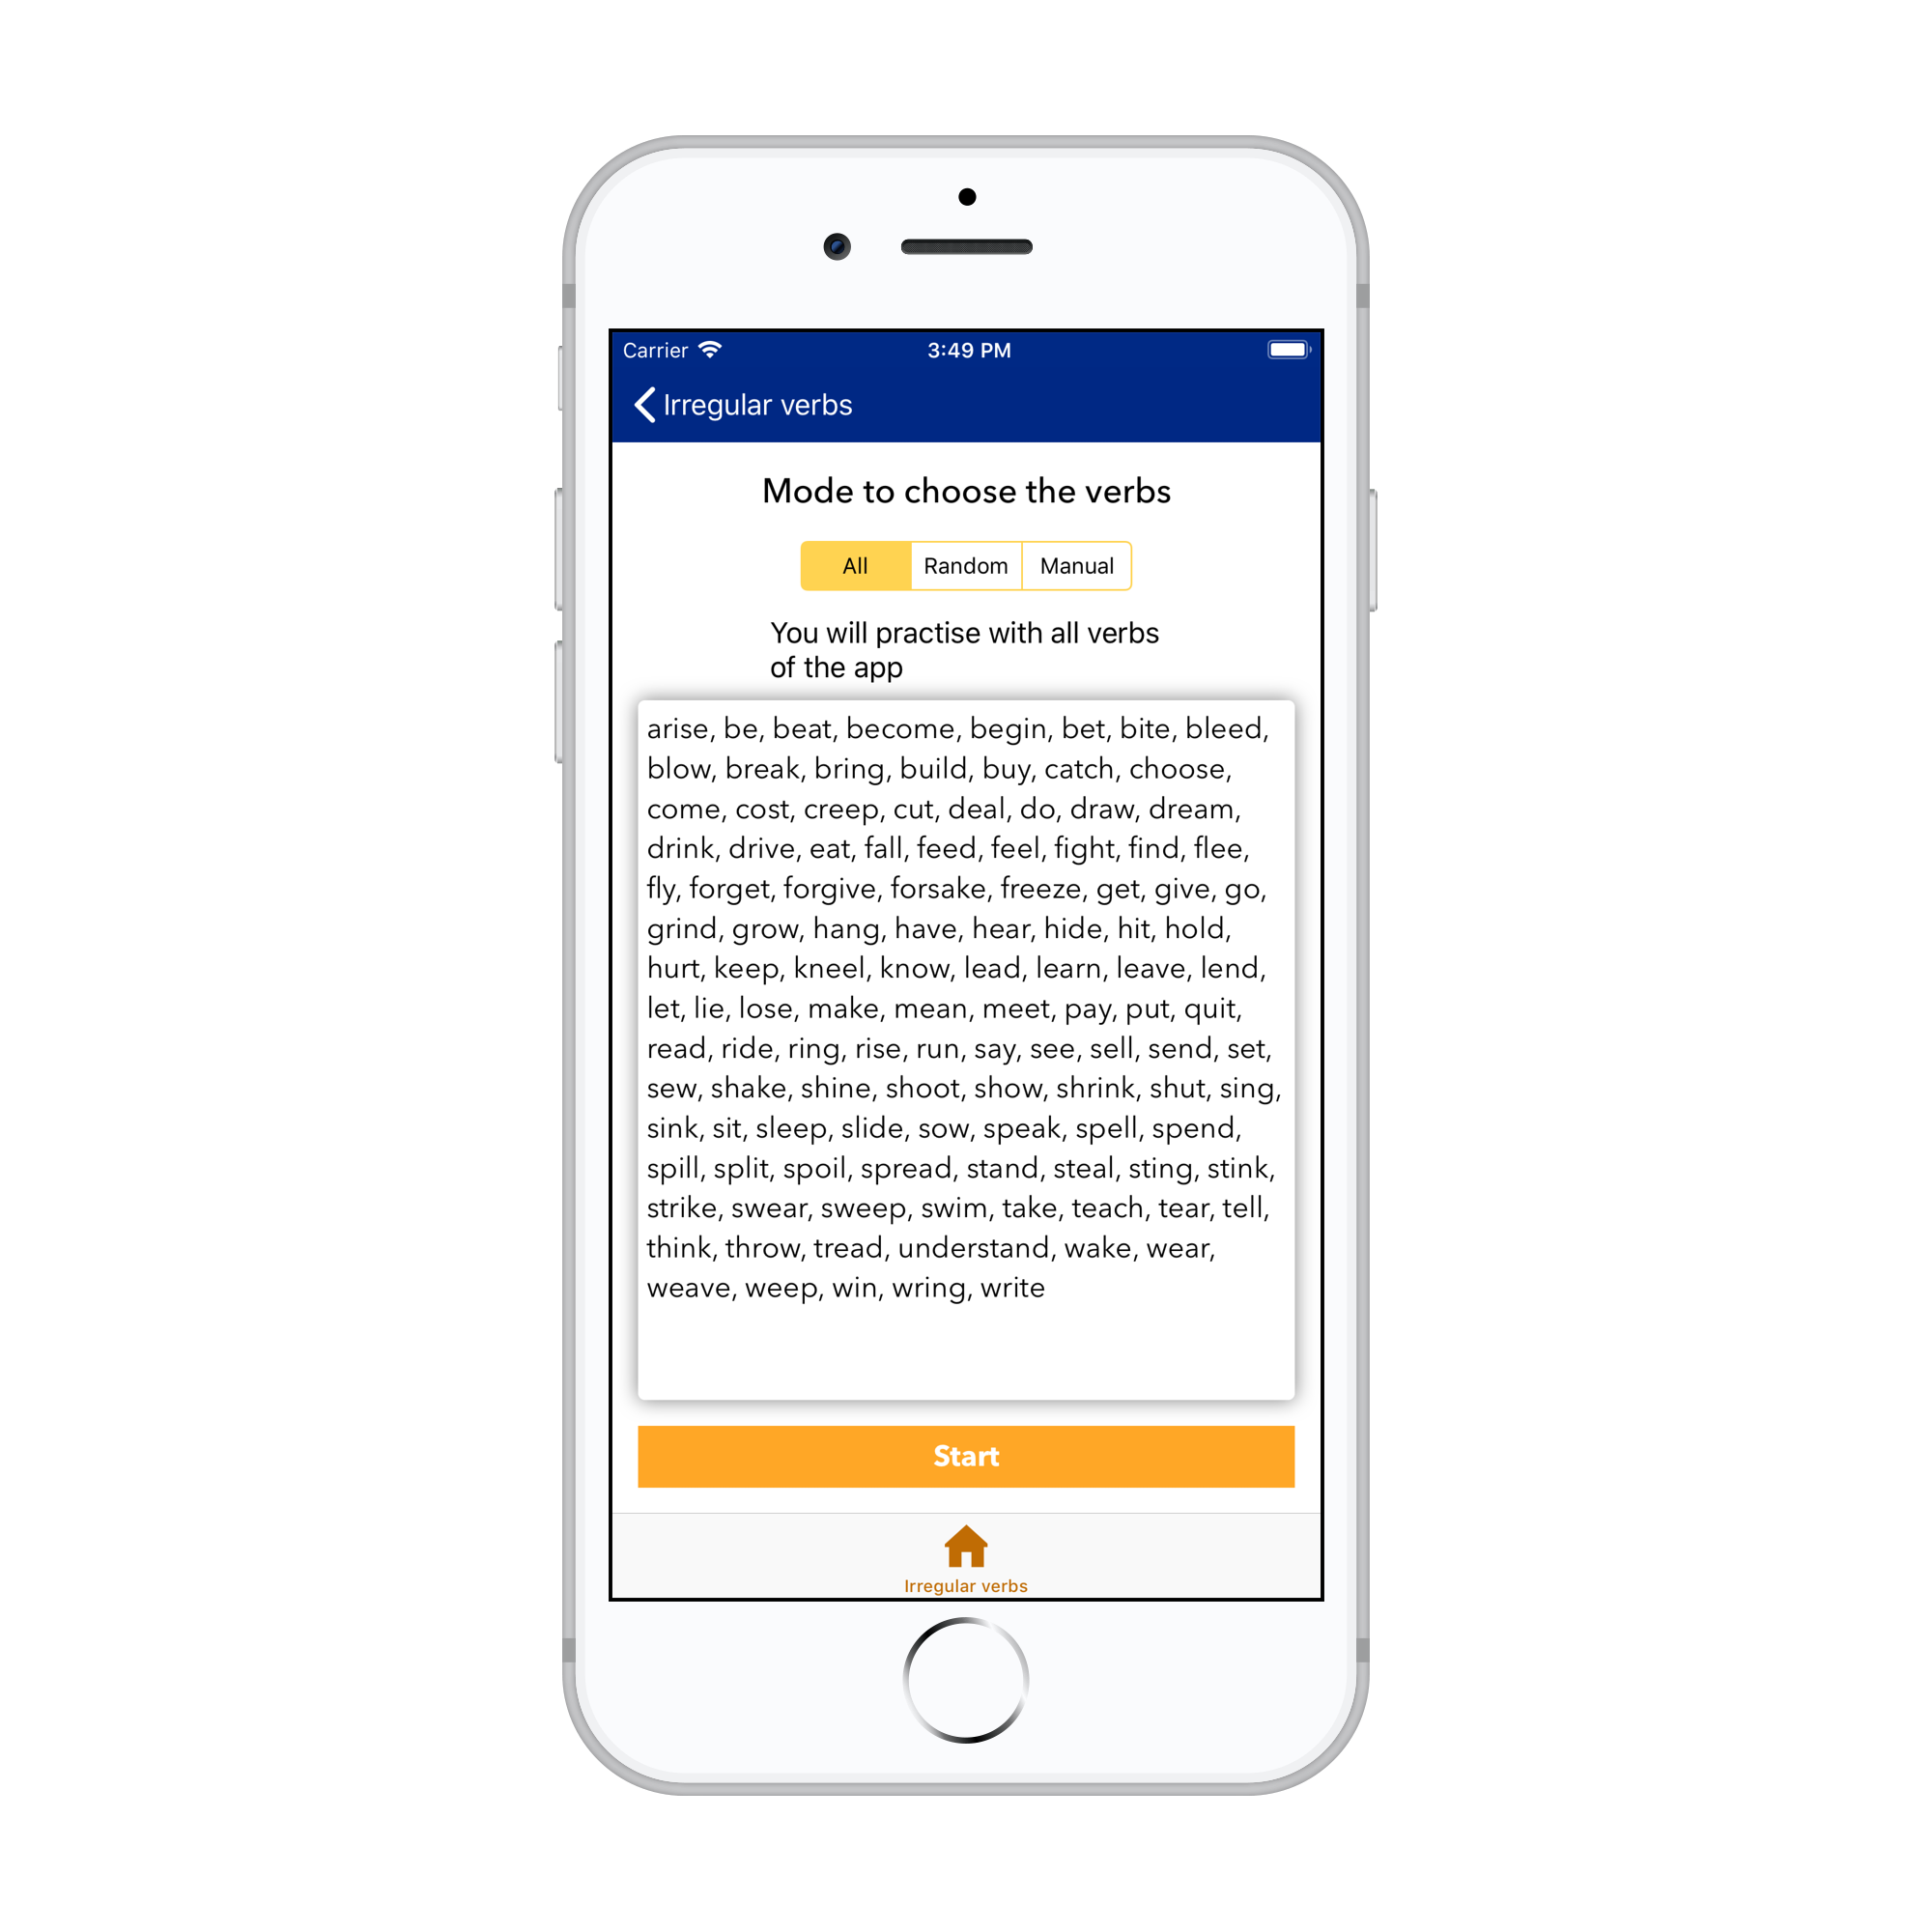 Carrier 3:49 PM
Irregular verbs
Mode to choose the verbs
All Random Manual
You will practise with all verbs
of the app
arise, be, beat, become, begin, bet, bite, bleed,
blow, break, bring, build, buy, catch, choose,
come, cost, creep, cut, deal, do, draw, dream,
drink, drive, eat, fall, feed, feel, fight, find, flee,
fly, forget, forgive, forsake, freeze, get, give, go,
grind, grow, hang, have, hear, hide, hit, hold,
hurt, keep, kneel, know, lead, learn, leave, lend,
let, lie, lose, make, mean, meet, pay, put, quit,
read, ride, ring, rise, run, say, see, sell, send, set,
sew, shake, shine, shoot, show, shrink, shut, sing,
sink, sit, sleep, slide, sow, speak, spell, spend,
spill, split, spoil, spread, stand, steal, sting, stink,
strike, swear, sweep, swim, take, teach, tear, tell,
think, throw, tread, understand, wake, wear,
weave, weep, win, wring, write
Start
Irregular verbs